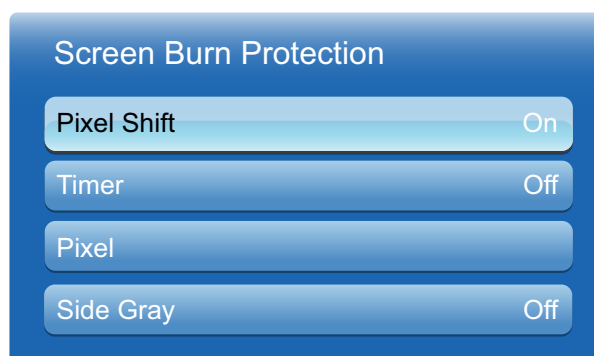 Screen Burn Protection
Pixel Shift On
Timer Off
Pixel
Side Gray Off